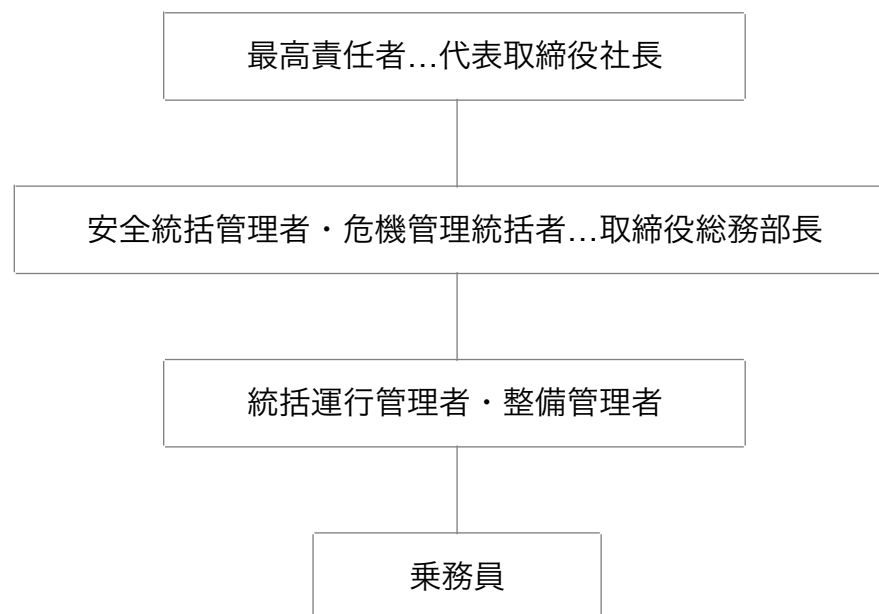 最高責任者…代表取締役社長
安全統括管理者・危機管理統括者…取締役総務部長
統括運行管理者・整備管理者
乗務員